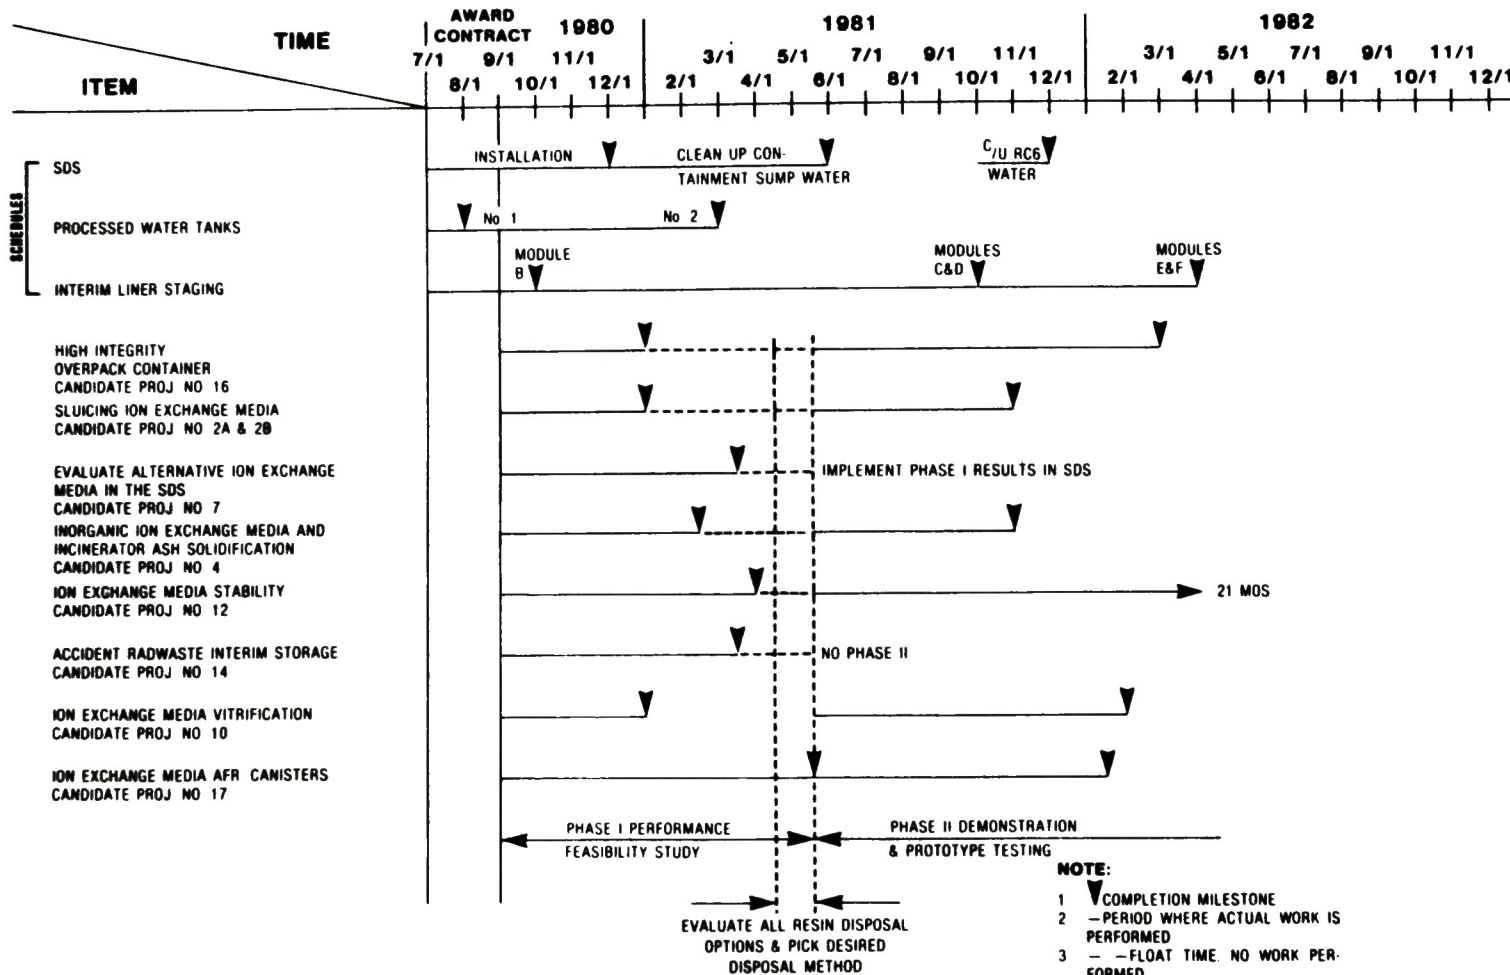 AWARD
CONTRACT
1980
1981
1982
TIME
7/1 9/1 11/1 3/1 5/1 9/1 11/1 3/1 5/1 7/1 9/1 11/1
8/1 10/1 12/1 2/1 4/1 6/1 8/1 10/1 12/1 2/1 4/1 6/1 8/1 10/1 12/1
ITEM
SCHEDULES
SDS
INSTALLATION
CLEAN UP CON-
TAINMENT SUMP WATER
C/U RC6
WATER
PROCESSED WATER TANKS
No 1
No 2
INTERIM LINER STAGING
MODULE
B
MODULES
C&D
MODULES
E&F
HIGH INTEGRITY
OVERPACK CONTAINER
CANDIDATE PROJ NO 16
SLUICING ION EXCHANGE MEDIA
CANDIDATE PROJ NO 2A & 2B
EVALUATE ALTERNATIVE ION EXCHANGE
MEDIA IN THE SDS
CANDIDATE PROJ NO 7
IMPLEMENT PHASE I RESULTS IN SDS
INORGANIC ION EXCHANGE MEDIA AND
INCINERATOR ASH SOLIDIFICATION
CANDIDATE PROJ NO 4
ION EXCHANGE MEDIA STABILITY
CANDIDATE PROJ NO 12
21 MOS
ACCIDENT RADWASTE INTERIM STORAGE
CANDIDATE PROJ NO 14
NO PHASE II
ION EXCHANGE MEDIA VITRIFICATION
CANDIDATE PROJ NO 10
ION EXCHANGE MEDIA AFR CANISTERS
CANDIDATE PROJ NO 17
PHASE I PERFORMANCE
FEASIBILITY STUDY
PHASE II DEMONSTRATION
& PROTOTYPE TESTING
EVALUATE ALL RESIN DISPOSAL
OPTIONS & PICK DESIRED
DISPOSAL METHOD
NOTE:
1 COMPLETION MILESTONE
2 — PERIOD WHERE ACTUAL WORK IS
PERFORMED
3 — — FLOAT TIME. NO WORK PER-
FORMED